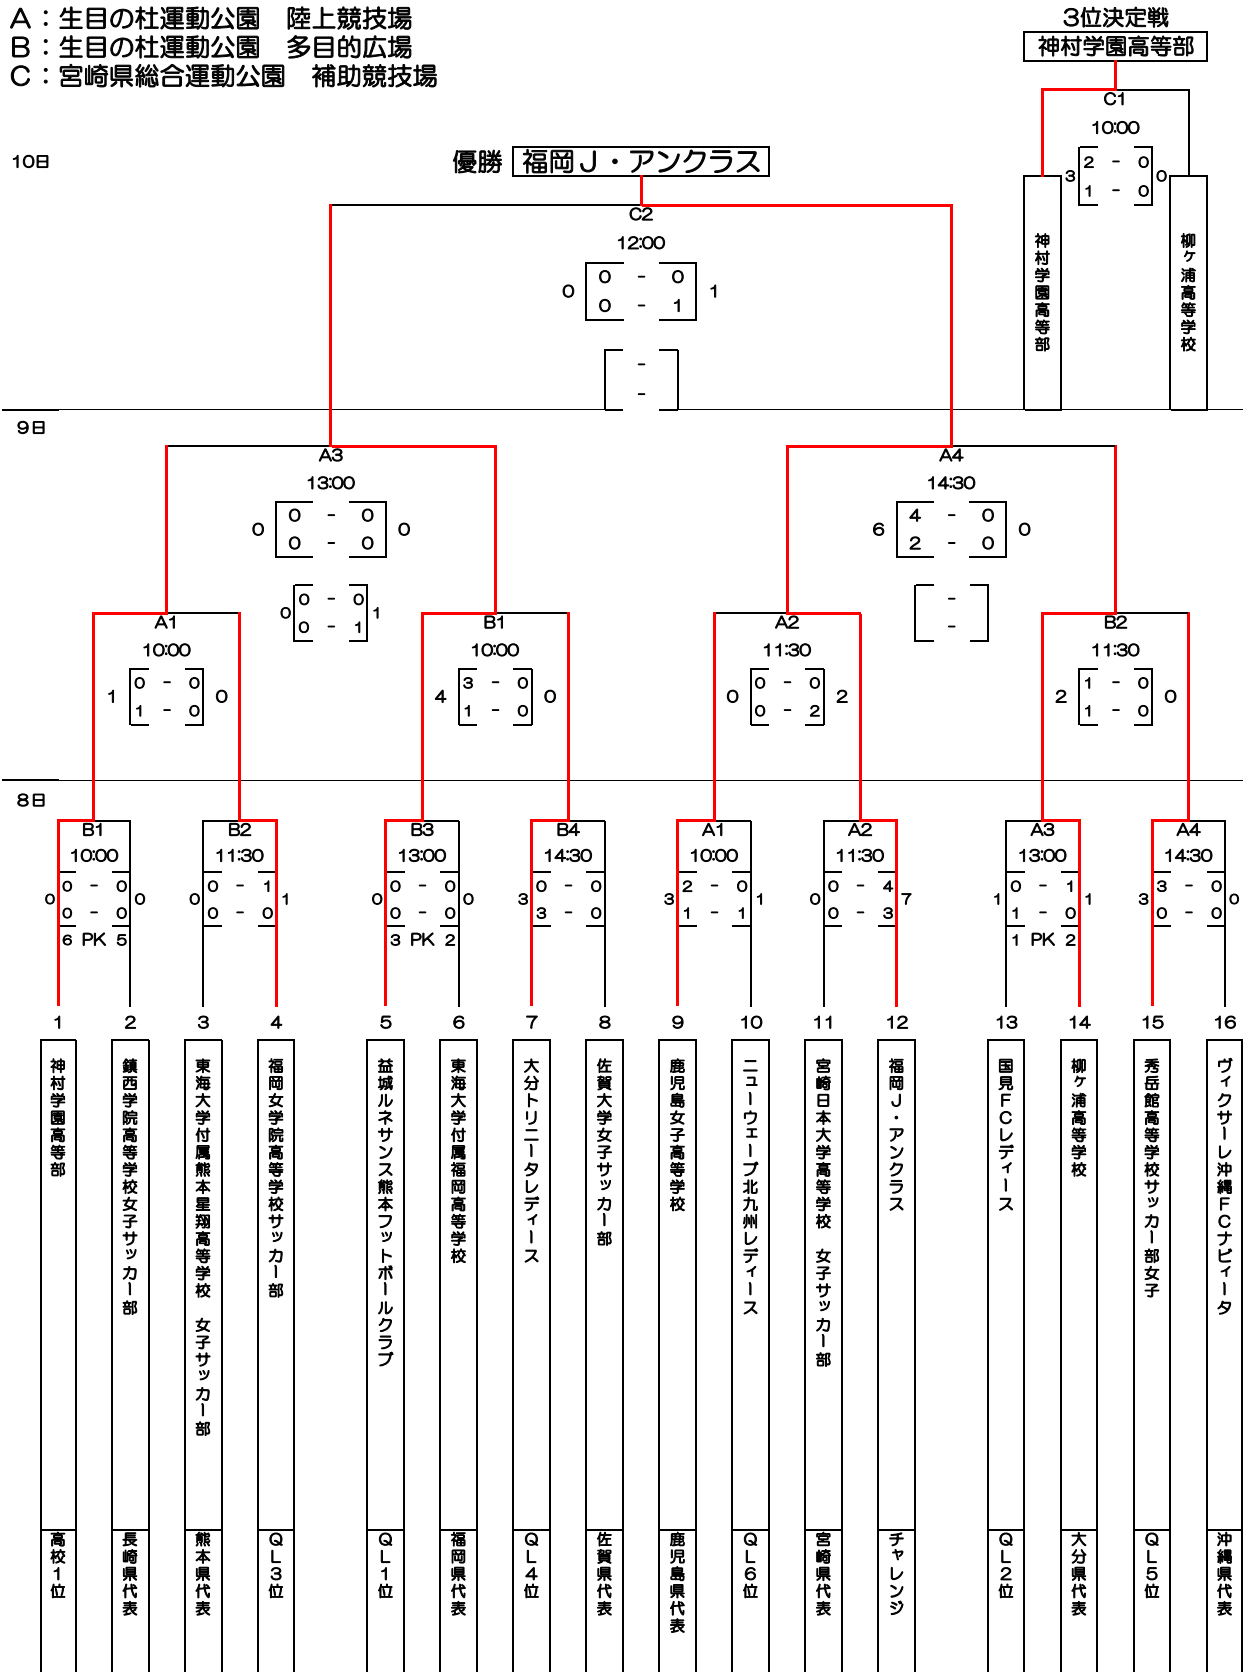 A：生目の杜運動公園　陸上競技場
B：生目の杜運動公園　多目的広場
C：宮崎県総合運動公園　補助競技場
3位決定戦
神村学園高等部
C1
10:00
3
2 - 0
1 - 0
0
神村学園高等部
柳ヶ浦高等学校
10日
優勝 福岡J・アンクラス
C2
12:00
0
0 - 0
0 - 1
1
-
-
9日
A3
13:00
0
0 - 0
0 - 0
0
0
0 - 0
0 - 1
1
A4
14:30
6
4 - 0
2 - 0
0
-
-
A1
10:00
1
0 - 0
1 - 0
0
B1
10:00
4
3 - 0
1 - 0
0
A2
11:30
0
0 - 0
0 - 2
2
B2
11:30
2
1 - 0
1 - 0
0
8日
B1
10:00
0
0 - 0
0 - 0
0
6 PK 5
B2
11:30
0
0 - 1
0 - 0
1
B3
13:00
0
0 - 0
0 - 0
0
3 PK 2
B4
14:30
3
0 - 0
3 - 0
A1
10:00
3
2 - 0
1 - 1
1
A2
11:30
0
0 - 4
0 - 3
7
A3
13:00
1
0 - 1
1 - 0
1
1 PK 2
A4
14:30
3
3 - 0
0 - 0
0
1 2 3 4 5 6 7 8 9 10 11 12 13 14 15 16
神村学園高等部
鎮西学院高等学校女子サッカー部
東海大学付属熊本星翔高等学校　女子サッカー部
福岡女学院高等学校サッカー部
益城ルネサンス熊本フットボールクラブ
東海大学付属福岡高等学校
大分トリニータレディース
佐賀大学女子サッカー部
鹿児島女子高等学校
ニューウェーブ北九州レディース
宮崎日本大学高等学校　女子サッカー部
福岡J・アンクラス
国見FCレディース
柳ヶ浦高等学校
秀岳館高等学校サッカー部女子
ヴィクサーレ沖縄FCナビィータ
高校1位
長崎県代表
熊本県代表
QL3位
QL1位
福岡県代表
QL4位
佐賀県代表
鹿児島県代表
QL6位
宮崎県代表
チャレンジ
QL2位
大分県代表
QL5位
沖縄県代表